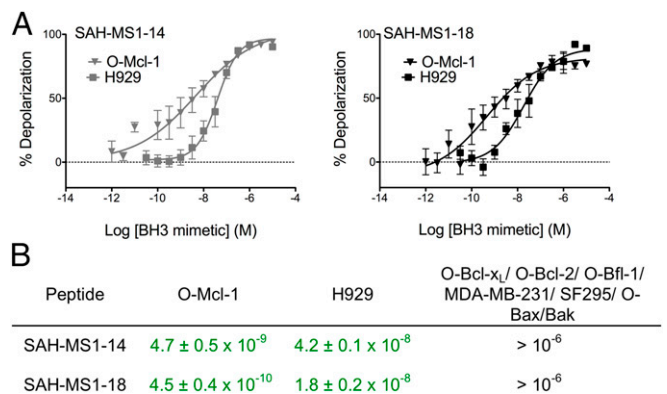 A
SAH-MS1-14
O-Mcl-1
H929
% Depolarization
100
50
0
-14 -12 -10 -8 -6 -4
Log [BH3 mimetic] (M)
SAH-MS1-18
O-Mcl-1
H929
% Depolarization
100
50
0
-14 -12 -10 -8 -6 -4
Log [BH3 mimetic] (M)
B
Peptide O-Mcl-1 H929 O-Bcl-xL/ O-Bcl-2/ O-Bfl-1/
MDA-MB-231/ SF295/ O-
Bax/Bak
SAH-MS1-14 4.7 ± 0.5 x 10⁻⁹ 4.2 ± 0.1 x 10⁻⁸ > 10⁻⁶
SAH-MS1-18 4.5 ± 0.4 x 10⁻¹⁰ 1.8 ± 0.2 x 10⁻⁸ > 10⁻⁶